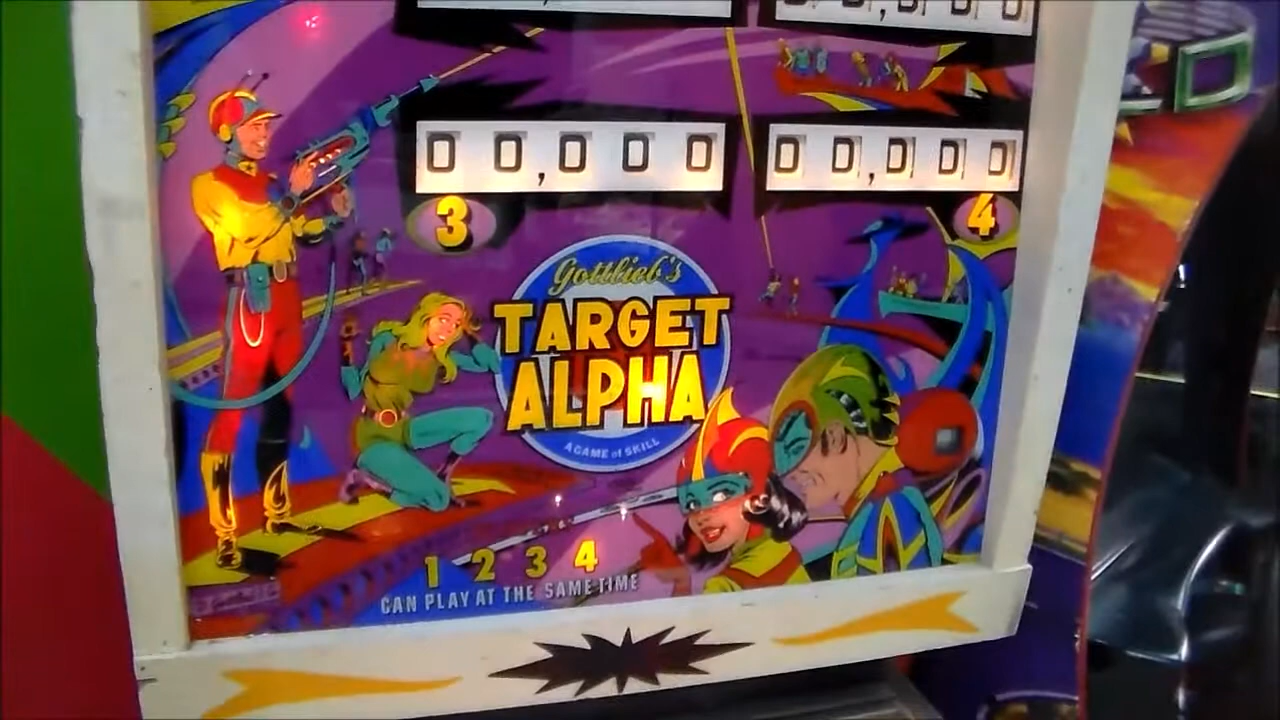 00,000 00,000
3 4
Gottlieb's
TARGET
ALPHA
A GAME of SKILL
1 2 3 4
CAN PLAY AT THE SAME TIME